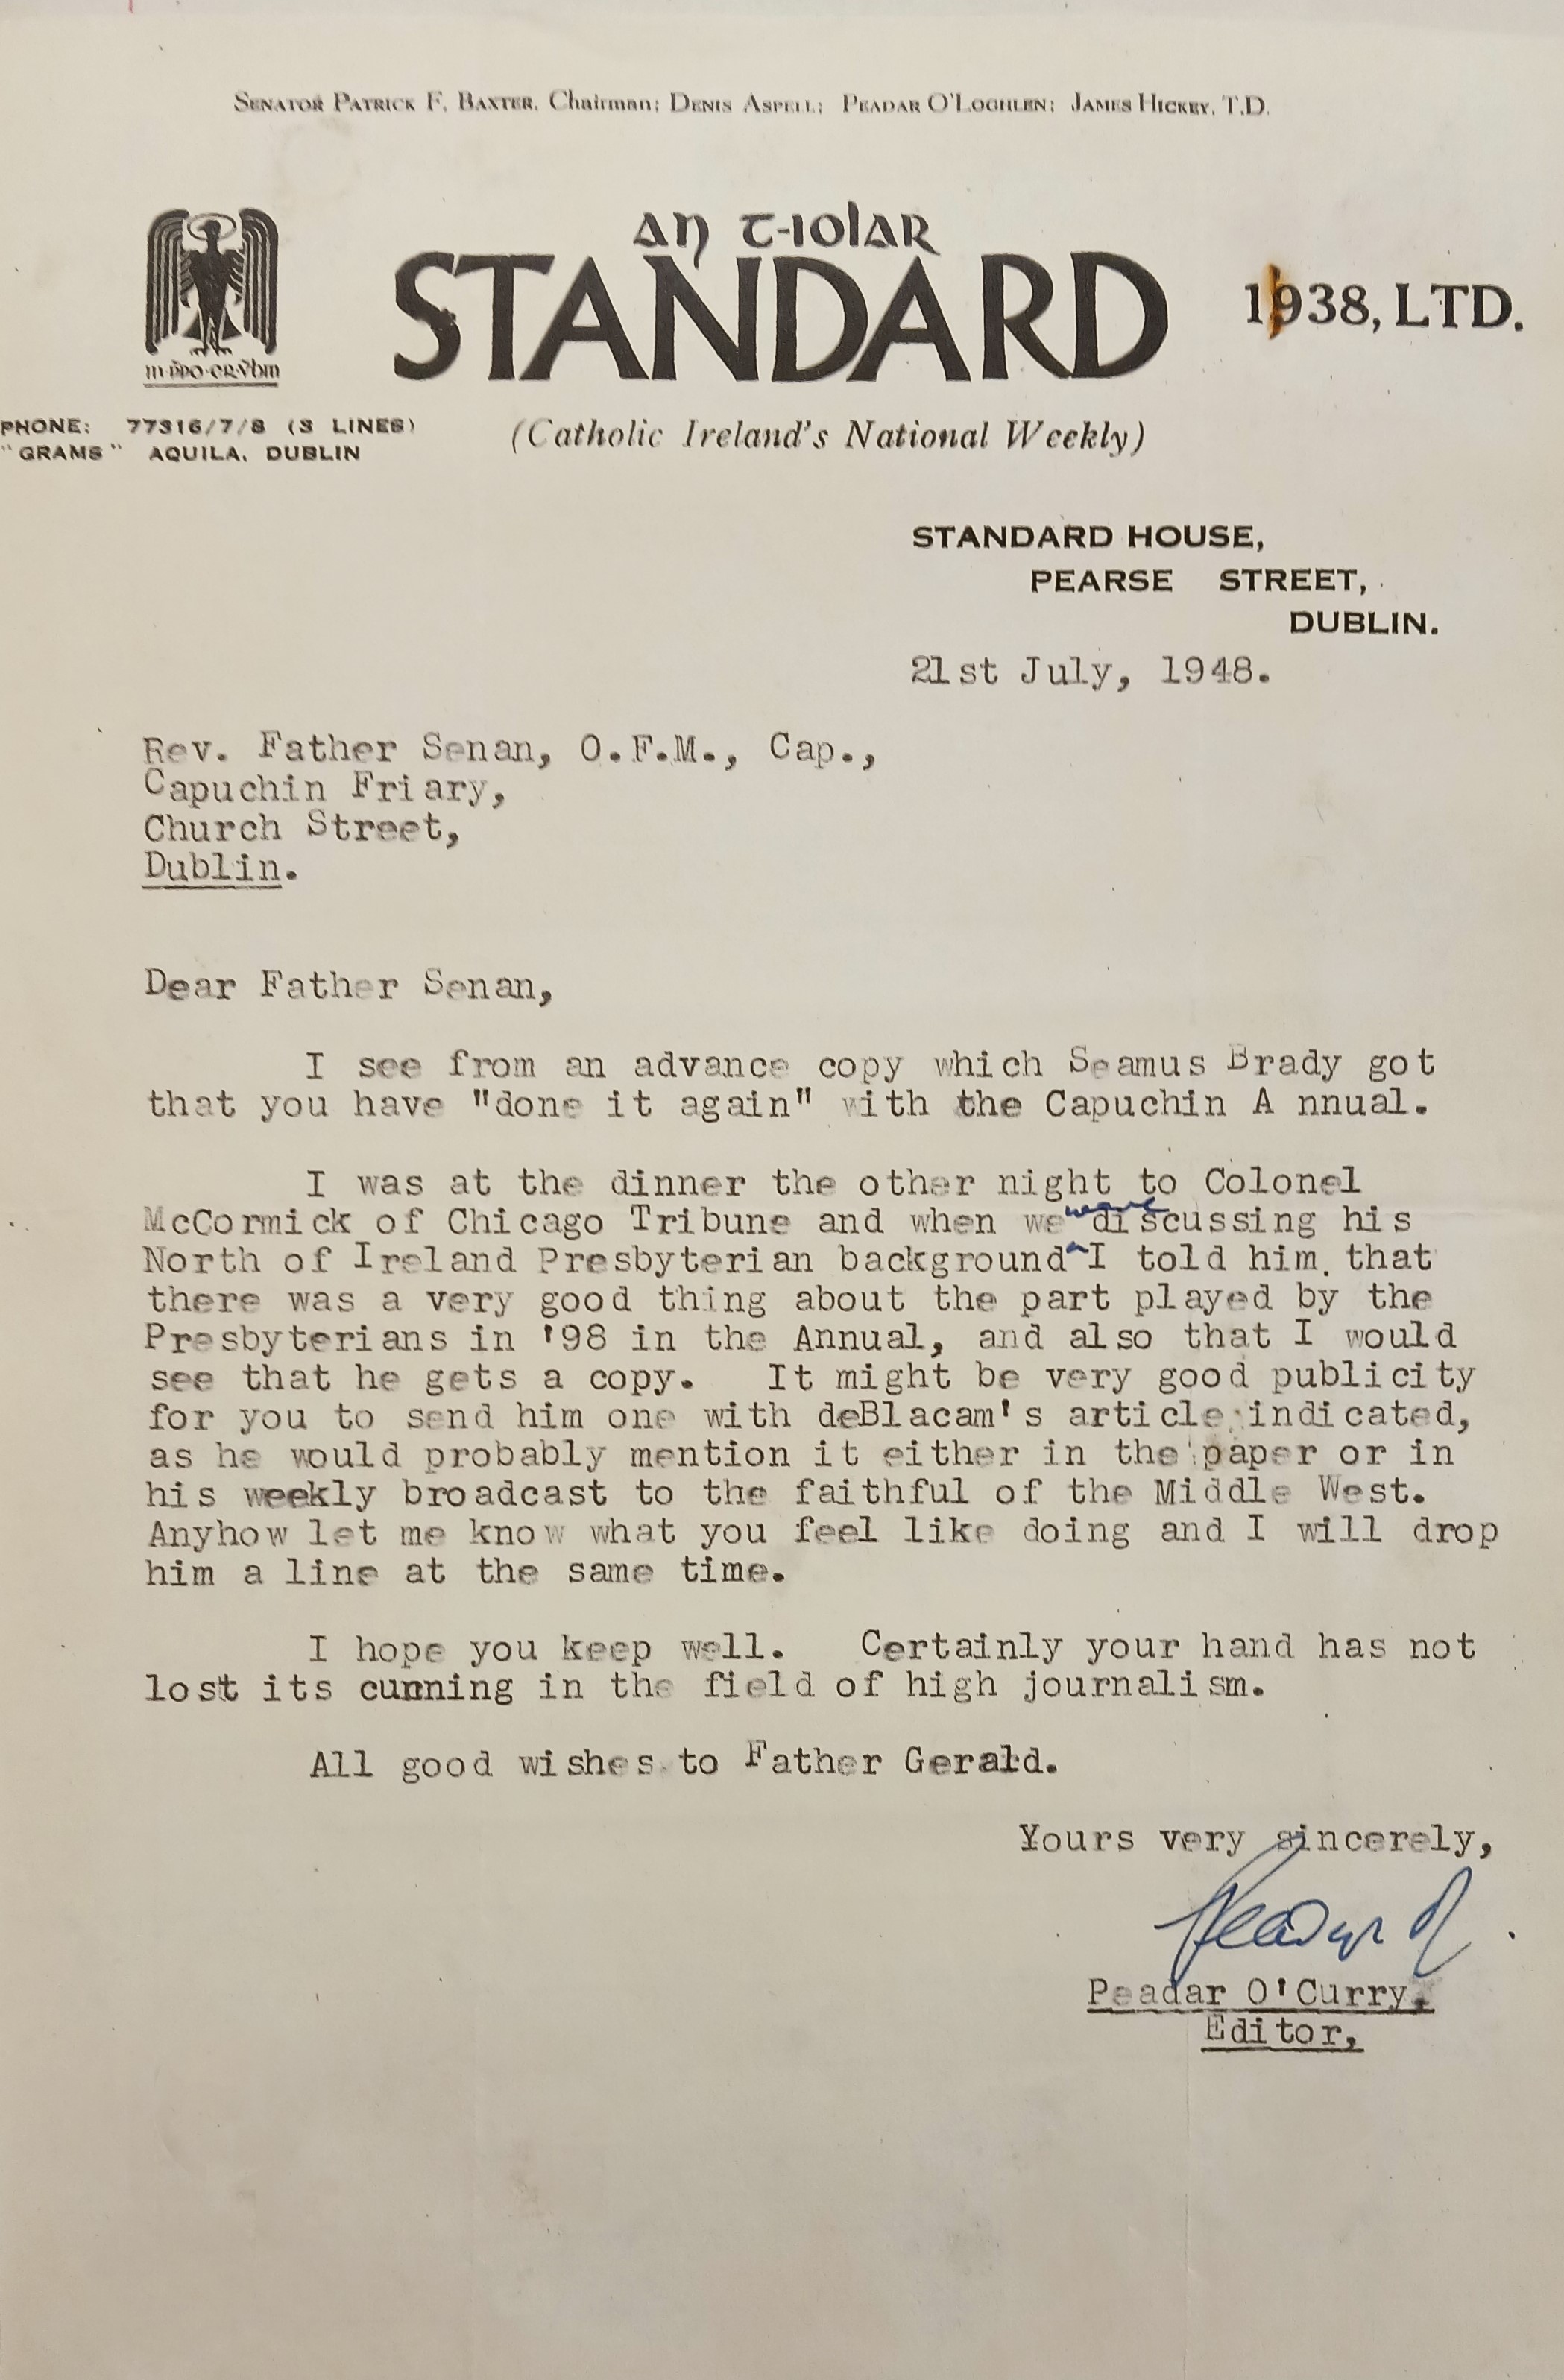 SENATOR PATRICK F. BAXTER. Chairman; DENIS ASPELL; PEADAR O'LOGHLEN; JAMES HICKEY, T.D.
An t-iolar
STANDARD 1938, LTD.
PHONE: 77316/7/8 (3 LINES)
"GRAMS" AQUILA, DUBLIN
(Catholic Ireland's National Weekly)
STANDARD HOUSE,
PEARSE STREET,
DUBLIN.
21st July, 1948.
Rev. Father Senan, O.F.M., Cap.,
Capuchin Friary,
Church Street,
Dublin.
Dear Father Senan,
I see from an advance copy which Seamus Brady got
that you have "done it again" with the Capuchin A nnual.
I was at the dinner the other night to Colonel
McCormick of Chicago Tribune and when we were discussing his
North of Ireland Presbyterian background I told him that
there was a very good thing about the part played by the
Presbyterians in '98 in the Annual, and also that I would
see that he gets a copy. It might be very good publicity
for you to send him one with deBlacam's article indicated,
as he would probably mention it either in the paper or in
his weekly broadcast to the faithful of the Middle West.
Anyhow let me know what you feel like doing and I will drop
him a line at the same time.
I hope you keep well. Certainly your hand has not
lost its cunning in the field of high journalism.
All good wishes to Father Gerald.
Yours very sincerely,
Peadar O'Curry,
Editor,